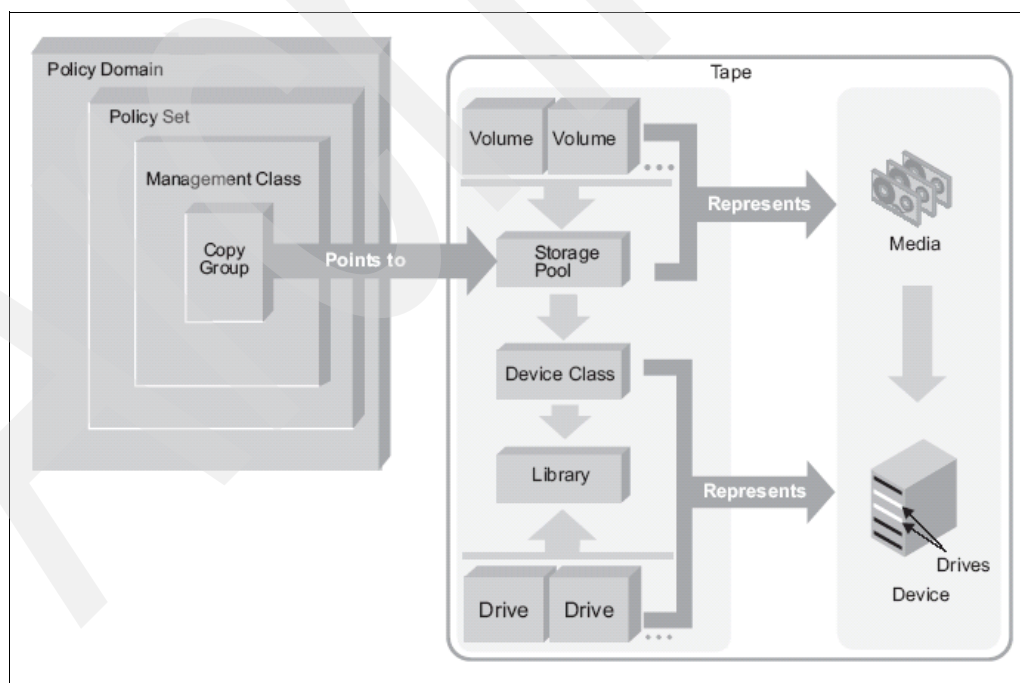 Policy Domain
Policy Set
Management Class
Copy
Group
Points to
Tape
Volume
Volume
Storage
Pool
Device Class
Library
Drive
Drive
Represents
Represents
Media
Drives
Device